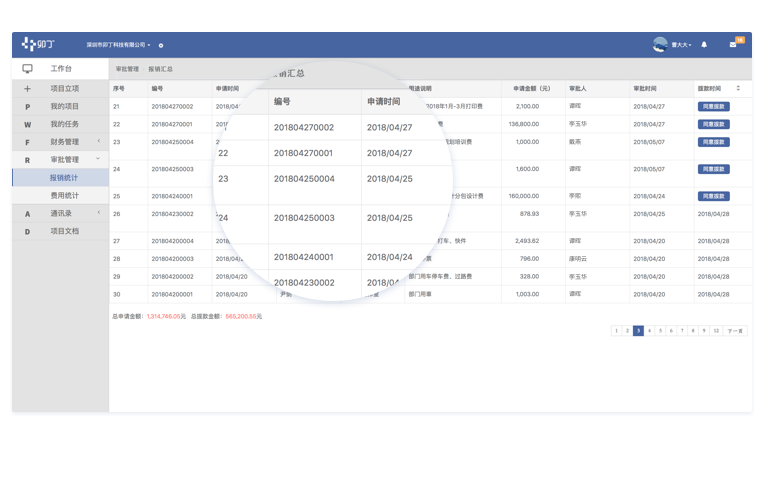 卯丁 深圳市卯丁科技有限公司 曹大大 16
工作台
审批管理 报销汇总
+ 项目立项
P 我的项目
W 我的任务
F 财务管理
R 审批管理
报销统计
费用统计
A 通讯录
D 项目文档
序号 编号 申请时间 用途说明 申请金额（元） 审批人 审批时间 拨款时间
21 201804270002 2018/04/ 2018年1月-3月打印费 2,100.00 谭晖 2018/04/27 同意拨款
22 201804270001 136,800.00 李玉华 2018/04/27 同意拨款
23 201804250004 培训费 1,000.00 戴燕 2018/05/07 同意拨款
24 201804250003 1,600.00 谭晖 2018/05/07 同意拨款
25 201804240001 计分包设计费 160,000.00 李熙 2018/04/24 同意拨款
26 201804230002 878.93 李玉华 2018/04/25 2018/04/28
27 201804200004 2018/ 打车、快件 2,493.62 谭晖 2018/04/20 2018/04/28
28 201804200003 2018/04/ 796.00 康明云 2018/04/20 2018/04/28
29 201804200002 2018/04/20 部门用车停车费、过路费 328.00 李玉华 2018/04/20 2018/04/28
30 201804200001 2018/04/20 部门用車 1,003.00 谭晖 2018/04/20 2018/04/28
销汇总
编号 申请时间
201804270002 2018/04/27
22 201804270001 2018/04/27
23 201804250004 2018/04/25
24 201804250003 2018/04/25
201804240001 2018/04/24
201804230002 2018/04
总申请金额：1,314,746.05元 总拨款金额：565,200.55元
1 2 3 4 5 6 7 8 9 10 下一页